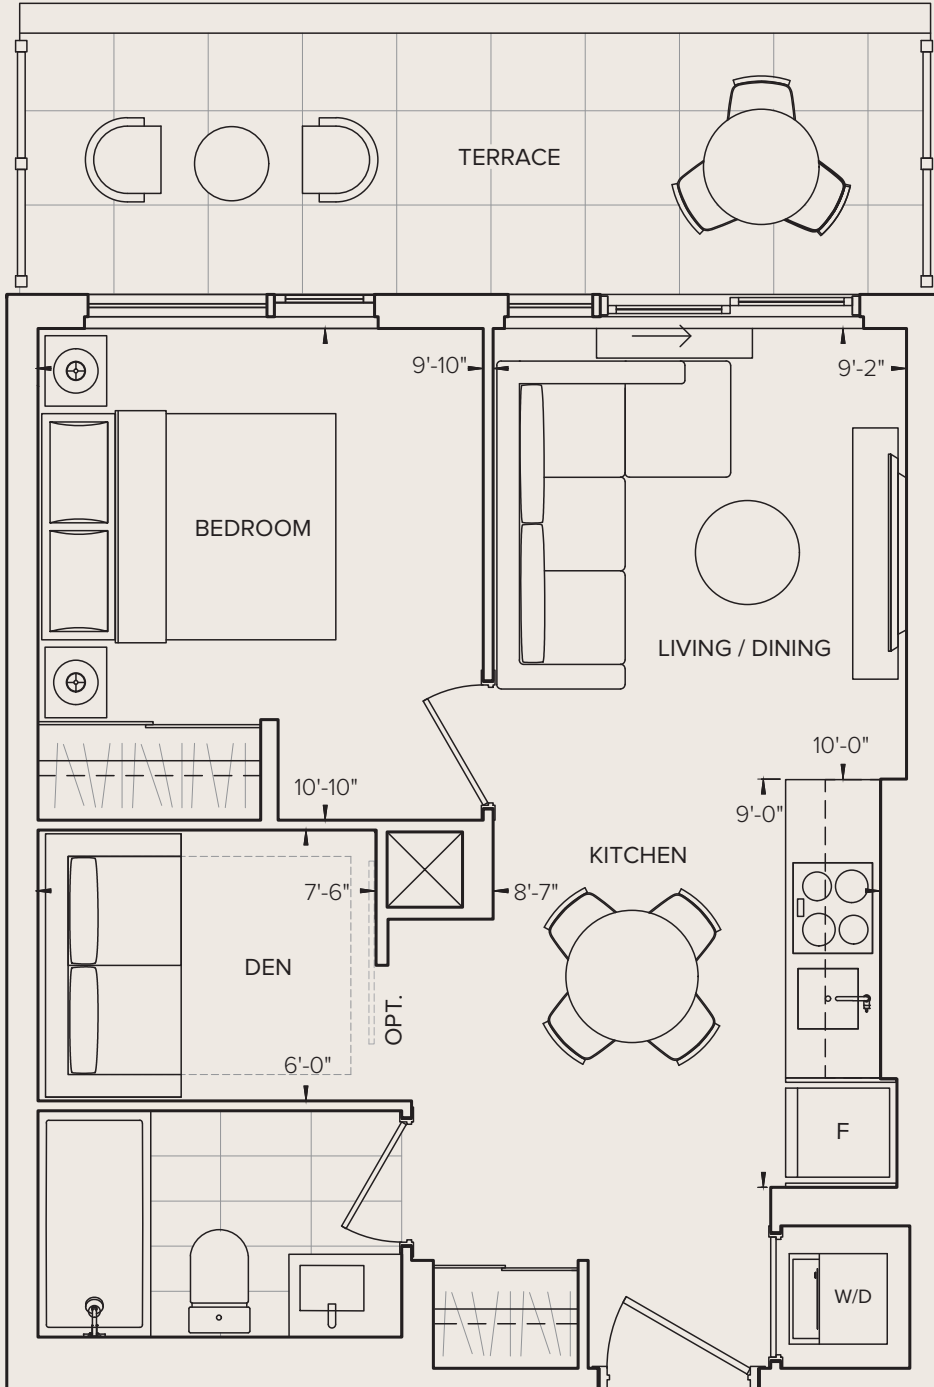 TERRACE
9'-10"
9'-2"
BEDROOM
LIVING / DINING
10'-0"
10'-10"
9'-0"
KITCHEN
7'-6"
8'-7"
DEN
OPT.
6'-0"
F
W/D